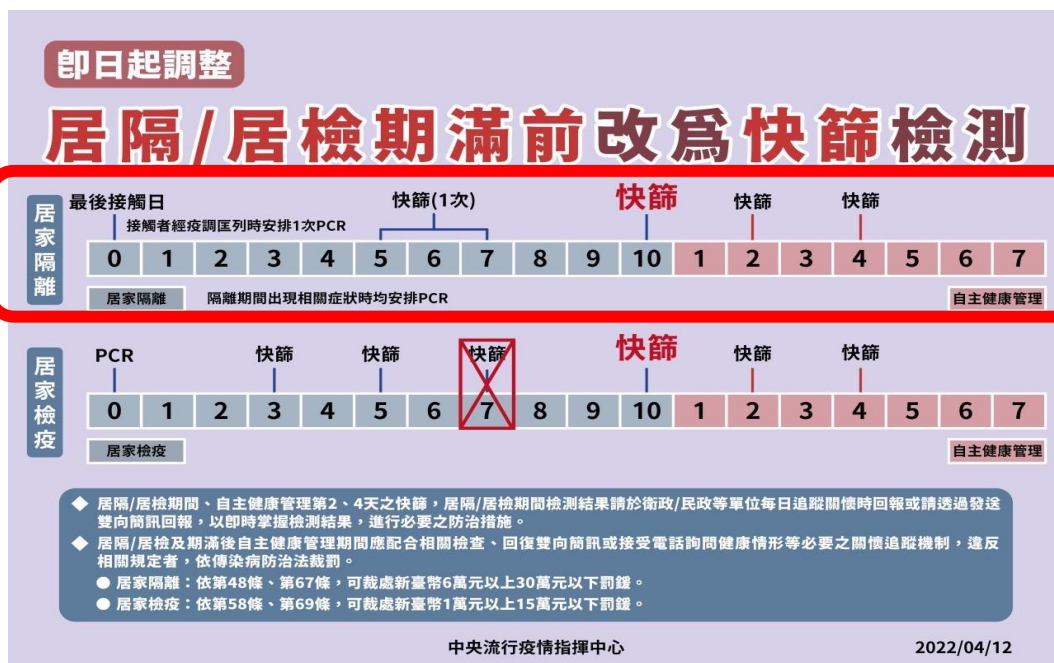 即日起調整
居隔/居檢期滿前改為快篩檢測
居家隔離
最後接觸日
快篩(1次)
快篩
快篩
快篩
接觸者經疫調匡列時安排1次PCR
0 1 2 3 4 5 6 7 8 9 10 1 2 3 4 5 6 7
居家隔離
隔離期間出現相關症狀時均安排PCR
自主健康管理
居家檢疫
PCR
快篩
快篩
快篩
快篩
快篩
快篩
0 1 2 3 4 5 6 7 8 9 10 1 2 3 4 5 6 7
居家檢疫
自主健康管理
◆ 居隔/居檢期間、自主健康管理第2、4天之快篩，居隔/居檢期間檢測結果請於衛政/民政等單位每日追蹤關懷時回報或請透過發送
雙向簡訊回報，以即時掌握檢測結果，進行必要之防治措施。
◆ 居隔/居檢及期滿後自主健康管理期間應配合相關檢查、回復雙向簡訊或接受電話詢問健康情形等必要之關懷追蹤機制，違反
相關規定者，依傳染病防治法裁罰。
● 居家隔離：依第48條、第67條，可裁處新臺幣6萬元以上30萬元以下罰鍰。
● 居家檢疫：依第58條、第69條，可裁處新臺幣1萬元以上15萬元以下罰鍰。
中央流行疫情指揮中心
2022/04/12